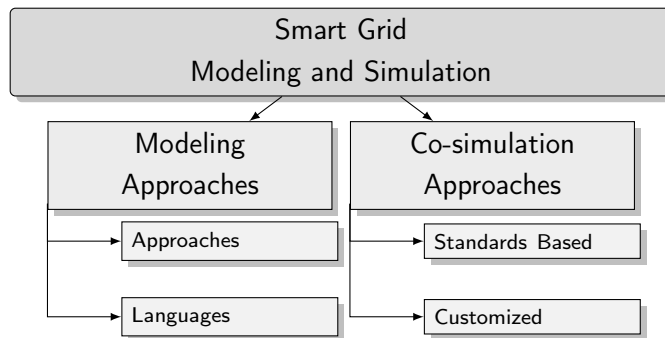 Smart Grid
Modeling and Simulation
Modeling
Approaches
Co-simulation
Approaches
Approaches
Standards Based
Languages
Customized